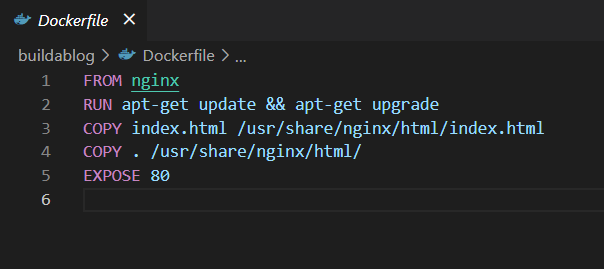 Dockerfile ×
buildablog > Dockerfile > ...
1 FROM nginx
2 RUN apt-get update && apt-get upgrade
3 COPY index.html /usr/share/nginx/html/index.html
4 COPY . /usr/share/nginx/html/
5 EXPOSE 80
6